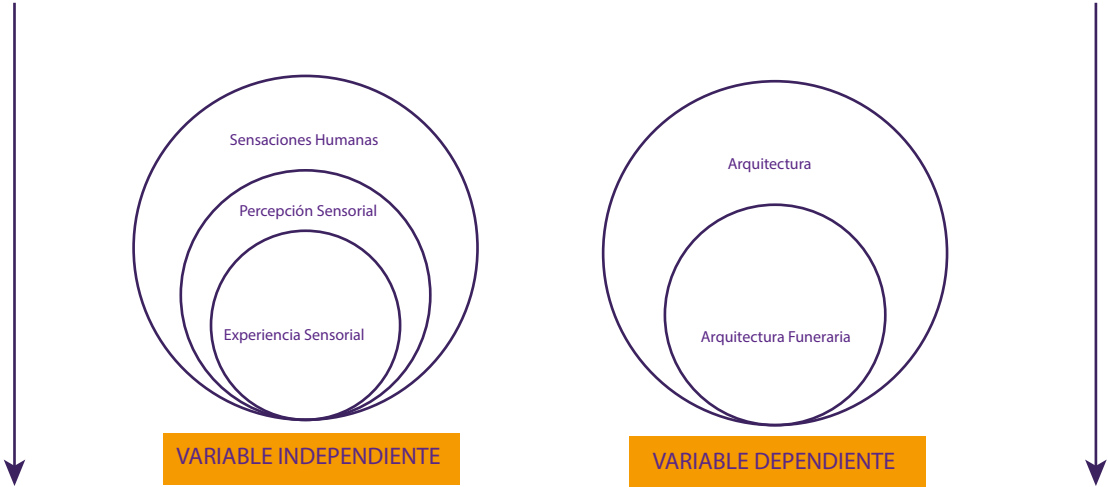 Sensaciones Humanas
Percepción Sensorial
Experiencia Sensorial
VARIABLE INDEPENDIENTE
Arquitectura
Arquitectura Funeraria
VARIABLE DEPENDIENTE